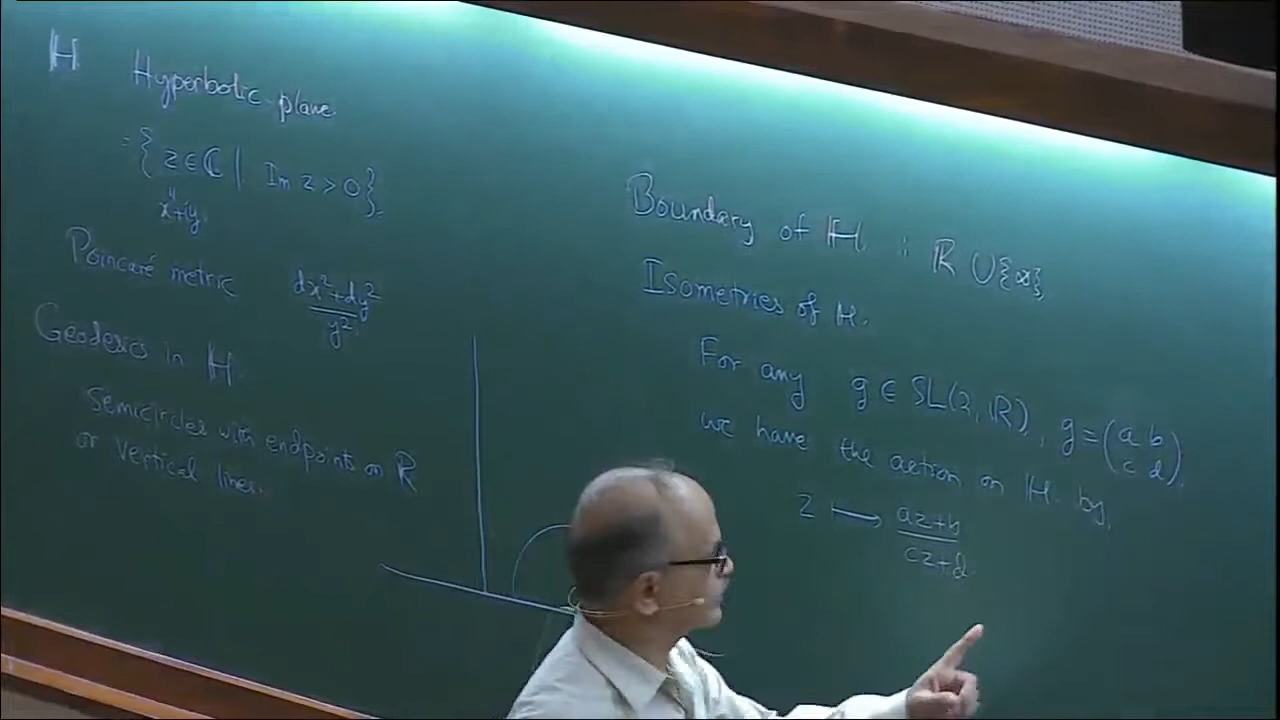 ℍ Hyperbolic plane
= {z∈ℂ | Im z > 0}.
x+iy
Poincaré metric dx²+dy²/y²
Geodesics in ℍ.
Semicircles with endpoints on ℝ
or vertical lines.
Boundary of ℍ : ℝ ∪ {∞}
Isometries of ℍ.
For any g ∈ SL(2, ℝ), g = (a b
c d),
we have the action on ℍ by,
z ⟼ az+b/cz+d